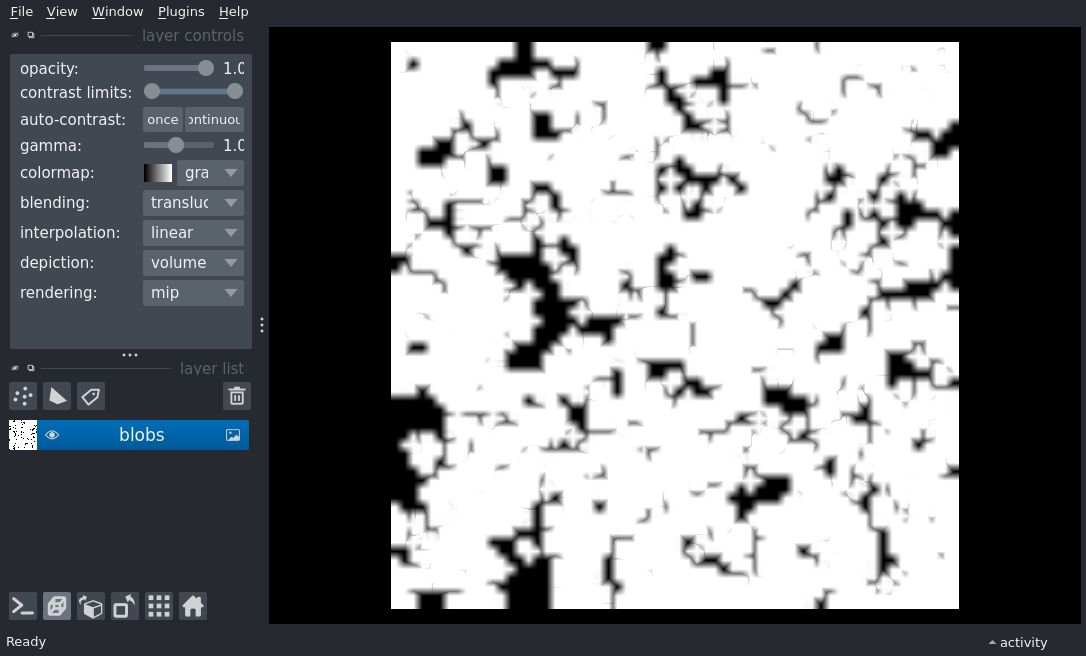 File View Window Plugins Help
layer controls
opacity: 1.0
contrast limits:
auto-contrast: once ontinuou
gamma: 1.0
colormap: gra
blending: transluc
interpolation: linear
depiction: volume
rendering: mip
layer list
blobs
Ready
activity